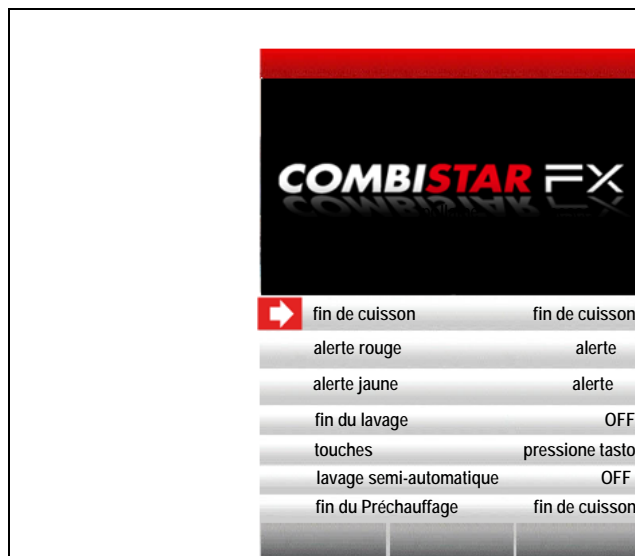 COMBISTAR FX
fin de cuisson fin de cuisson
alerte rouge alerte
alerte jaune alerte
fin du lavage OFF
touches pressione tasto
lavage semi-automatique OFF
fin du Préchauffage fin de cuisson